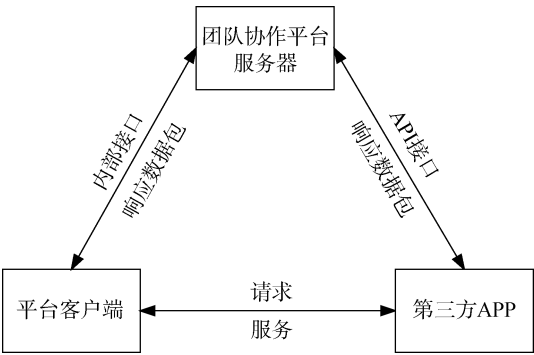 团队协作平台
服务器
内部接口
响应数据包
API接口
响应数据包
平台客户端
请求
服务
第三方APP